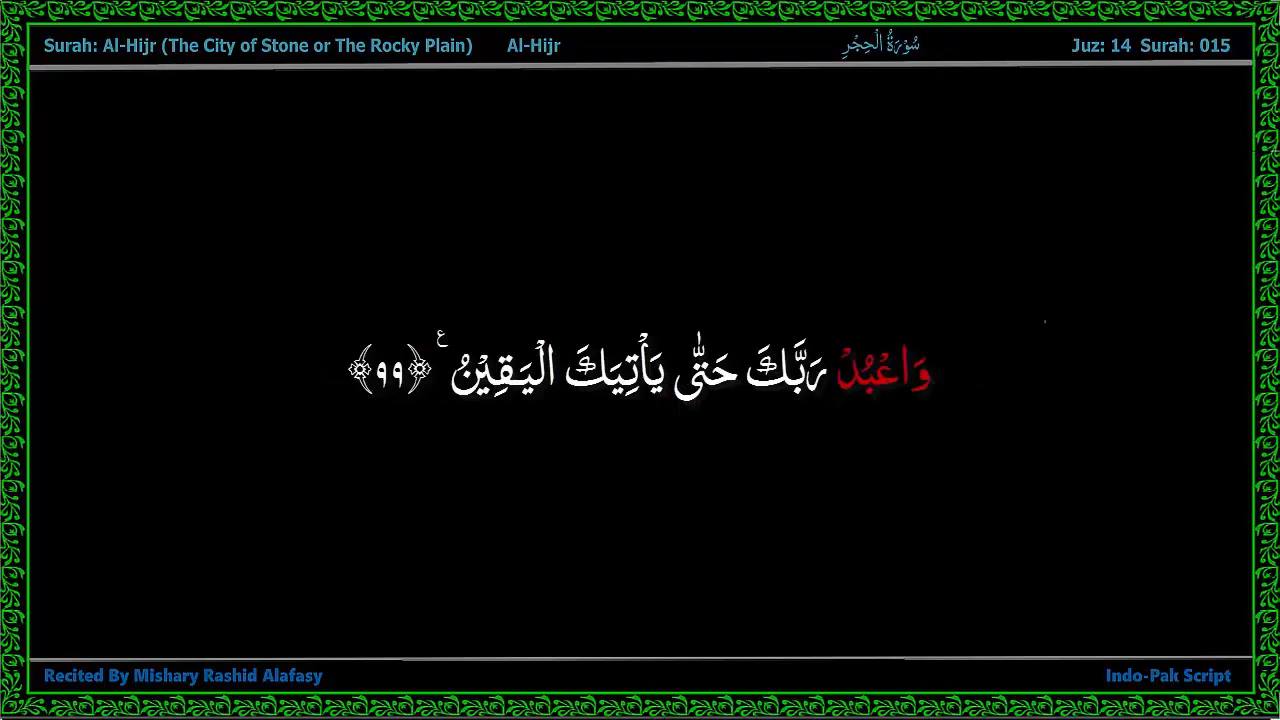 Surah: Al-Hijr (The City of Stone or The Rocky Plain) Al-Hijr سُوْرَةُ الْحِجْرِ Juz: 14 Surah: 015
وَاعْبُدْ رَبَّكَ حَتّٰى يَاْتِيَكَ الْيَـقِيْنُ ۧ ﴿۹۹﴾
Recited By Mishary Rashid Alafasy Indo-Pak Script